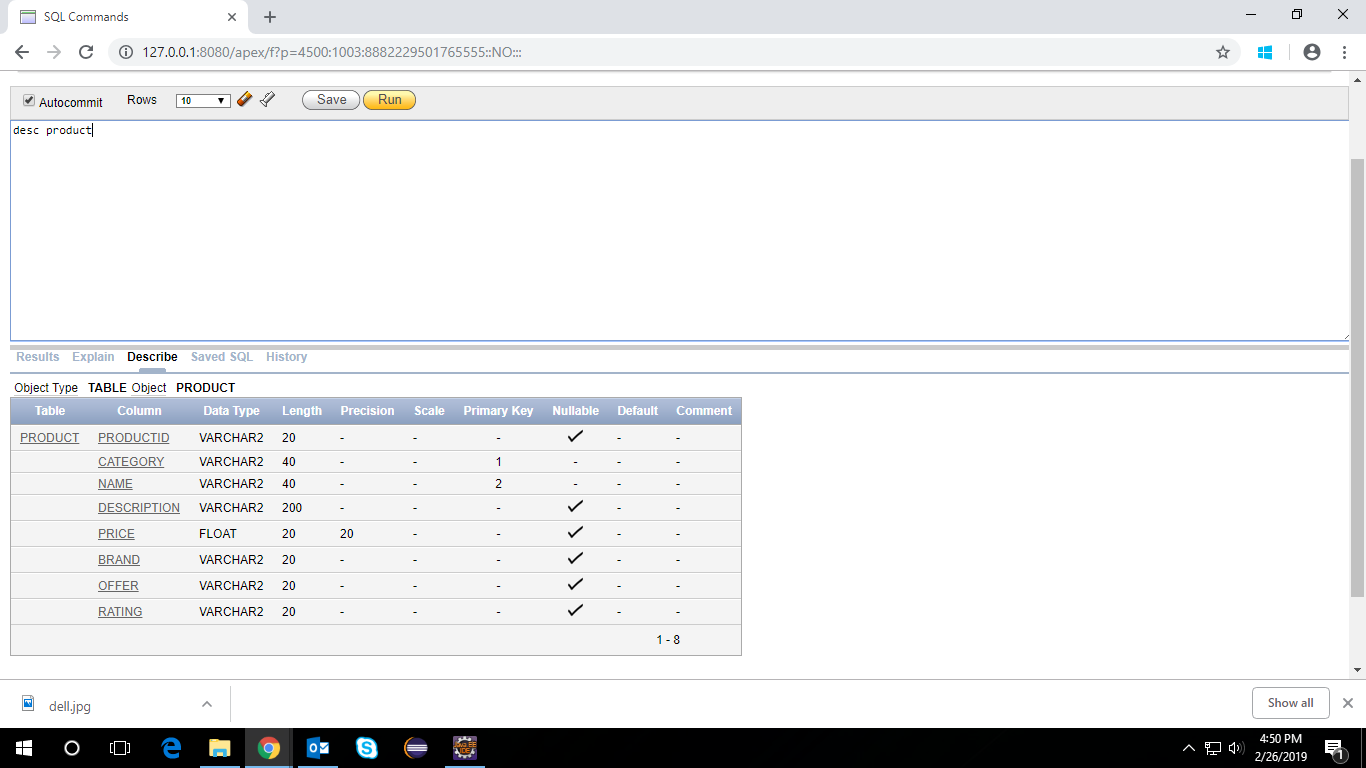 SQL Commands
127.0.0.1:8080/apex/f?p=4500:1003:8882229501765555::NO:::
Autocommit Rows 10 Save Run
desc product
Results Explain Describe Saved SQL History
Object Type TABLE Object PRODUCT
Table Column Data Type Length Precision Scale Primary Key Nullable Default Comment
PRODUCT PRODUCTID VARCHAR2 20 - - - ✓ - -
CATEGORY VARCHAR2 40 - - 1 - - -
NAME VARCHAR2 40 - - 2 - - -
DESCRIPTION VARCHAR2 200 - - - ✓ - -
PRICE FLOAT 20 20 - - ✓ - -
BRAND VARCHAR2 20 - - - ✓ - -
OFFER VARCHAR2 20 - - - ✓ - -
RATING VARCHAR2 20 - - - ✓ - -
1 - 8
dell.jpg Show all
4:50 PM
2/26/2019
1